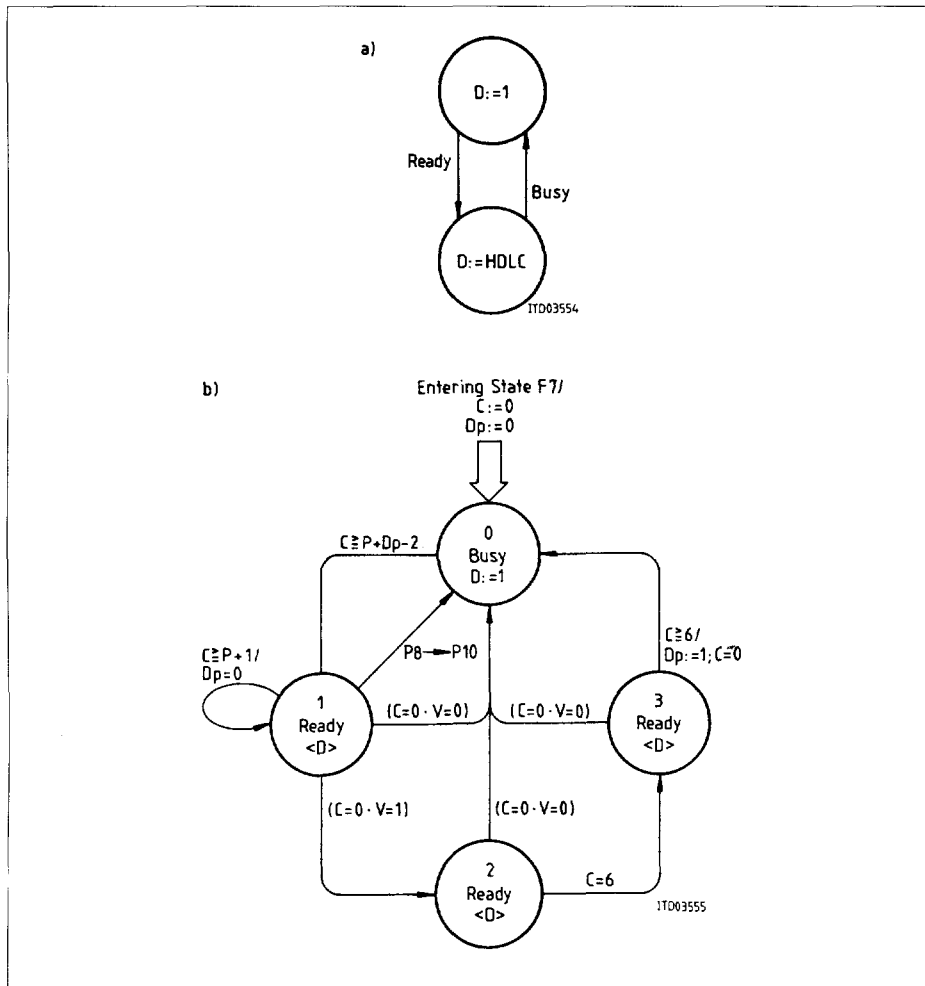 a)
D:=1
Ready
Busy
D:=HDLC
ITD03554
b)
Entering State F7/
C:=0
Dp:=0
0
Busy
D:=1
C≧P+Dp-2
P8→P10
C≧P+1/
Dp=0
C≧6/
Dp:=1;C=0
1
Ready
<D>
(C=0·V=0)
(C=0·V=0)
3
Ready
<D>
(C=0·V=1)
(C=0·V=0)
2
Ready
<D>
C=6
ITD03555